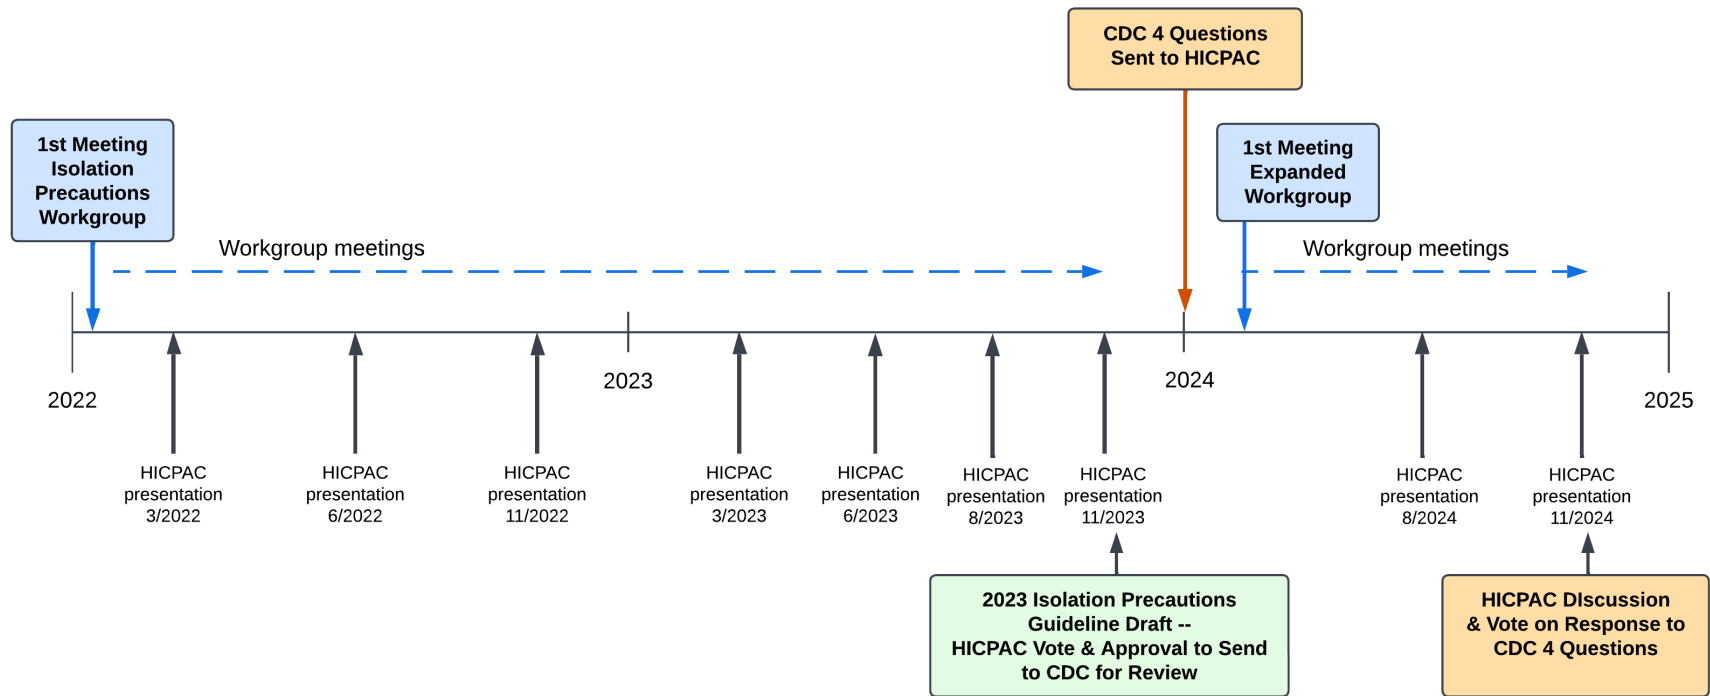 CDC 4 Questions
Sent to HICPAC
1st Meeting
Isolation
Precautions
Workgroup
1st Meeting
Expanded
Workgroup
Workgroup meetings
Workgroup meetings
2022
2023
2024
2025
HICPAC
presentation
3/2022
HICPAC
presentation
6/2022
HICPAC
presentation
11/2022
HICPAC
presentation
3/2023
HICPAC
presentation
6/2023
HICPAC
presentation
8/2023
HICPAC
presentation
11/2023
HICPAC
presentation
8/2024
HICPAC
presentation
11/2024
2023 Isolation Precautions
Guideline Draft --
HICPAC Vote & Approval to Send
to CDC for Review
HICPAC DIscussion
& Vote on Response to
CDC 4 Questions